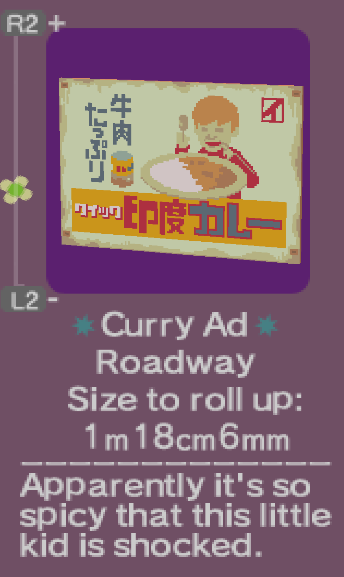 R2 +
牛肉
たっぷり
イ
クイック印度カレー
L2 -
Curry Ad
Roadway
Size to roll up:
1m18cm6mm
Apparently it's so
spicy that this little
kid is shocked.